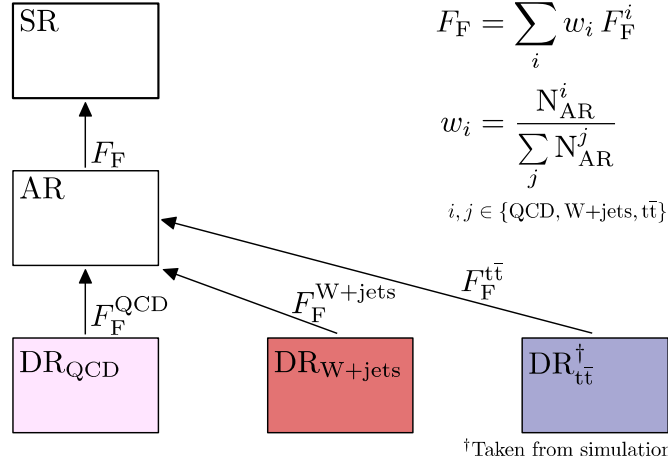 SR
F_F = ∑_i w_i F_F^i
F_F
w_i = N_AR^i / ∑_j N_AR^j
AR
i, j ∈ {QCD, W+jets, tt̄}
F_F^tt̄
F_F^W+jets
F_F^QCD
DR_QCD
DR_W+jets
DR_tt̄^†
†Taken from simulation